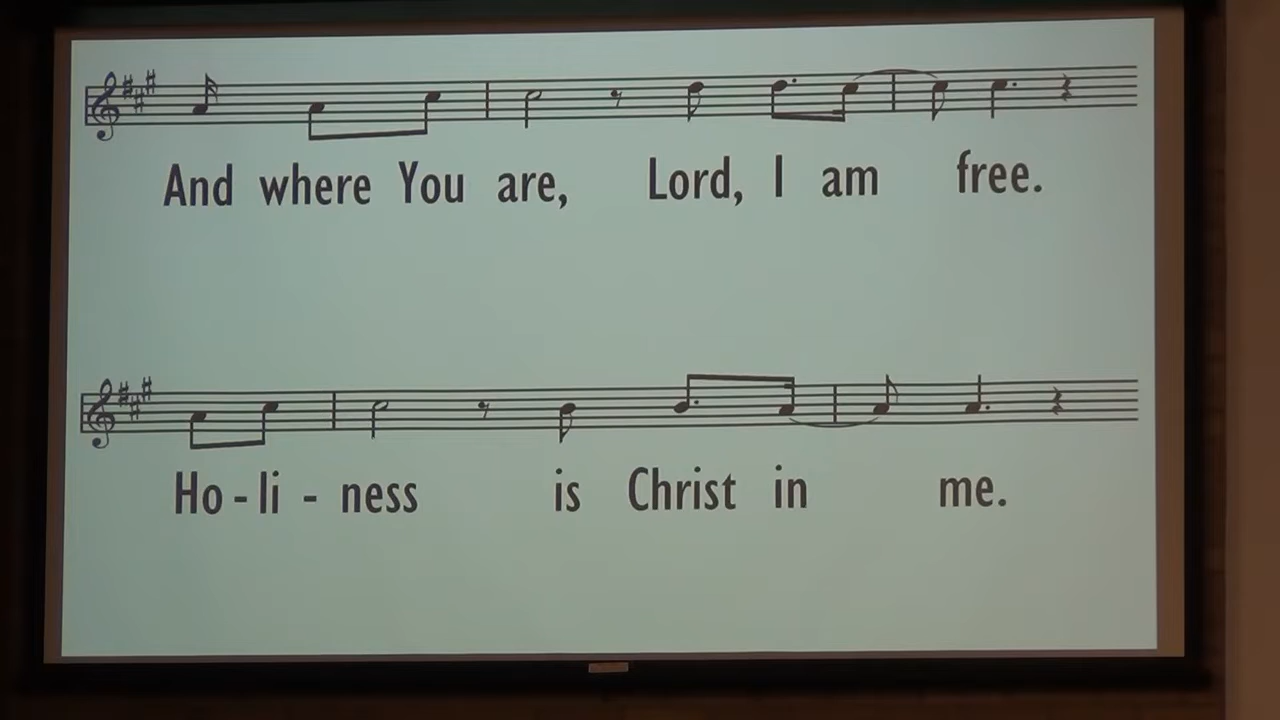 And where You are, Lord, I am free.
Ho - li - ness is Christ in me.